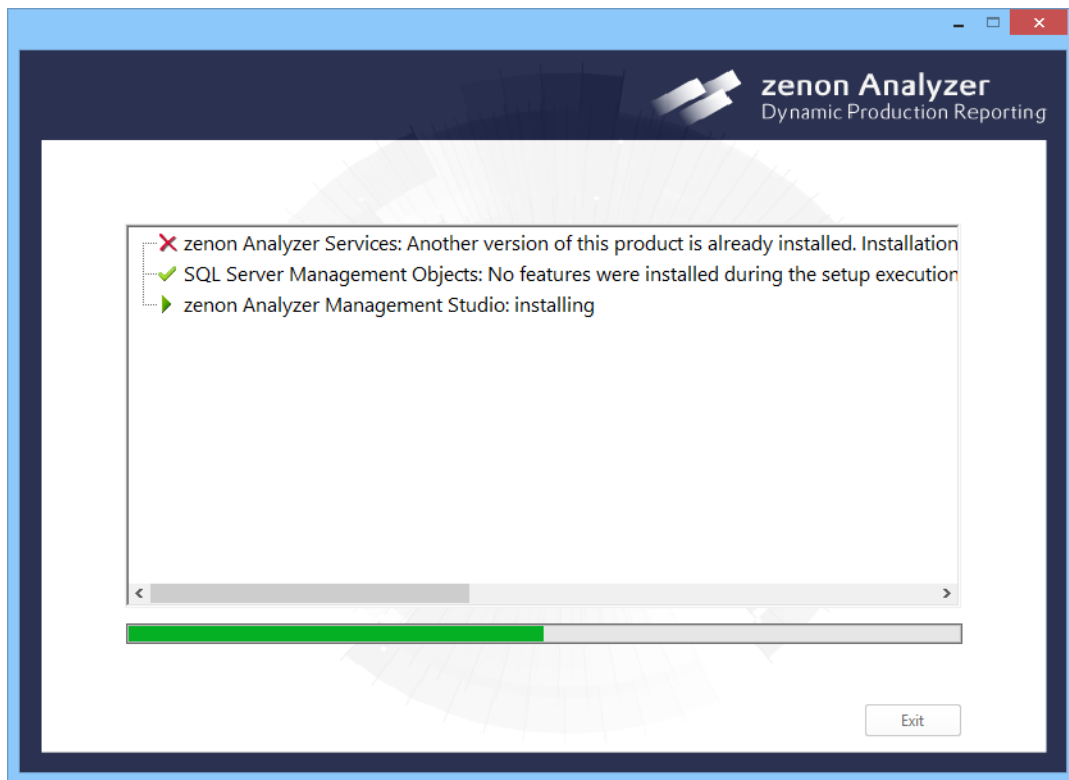 zenon Analyzer
Dynamic Production Reporting
zenon Analyzer Services: Another version of this product is already installed. Installation
SQL Server Management Objects: No features were installed during the setup execution
zenon Analyzer Management Studio: installing
Exit